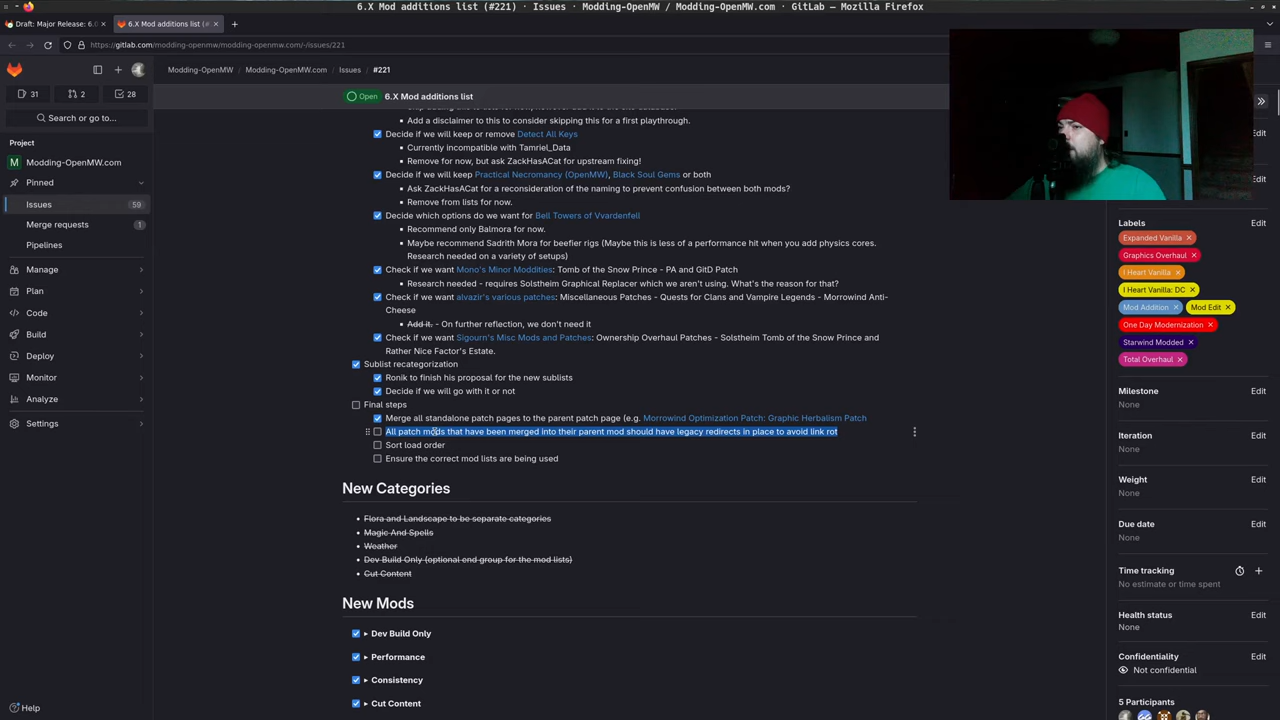 6.X Mod additions list (#221) · Issues · Modding-OpenMW / Modding-OpenMW.com · GitLab — Mozilla Firefox
Draft: Major Release: 6.0
6.X Mod additions list (#221
https://gitlab.com/modding-openmw/modding-openmw.com/-/issues/221
Modding-OpenMW
Modding-OpenMW.com
Issues
#221
31
2
28
Open
6.X Mod additions list
Search or go to...
Project
Modding-OpenMW.com
Pinned
Issues
59
Merge requests
1
Pipelines
Manage
Plan
Code
Build
Deploy
Monitor
Analyze
Settings
Help
Add a disclaimer to this to consider skipping this for a first playthrough.
Decide if we will keep or remove Detect All Keys
Currently incompatible with Tamriel_Data
Remove for now, but ask ZackHasACat for upstream fixing!
Decide if we will keep Practical Necromancy (OpenMW), Black Soul Gems or both
Ask ZackHasACat for a reconsideration of the naming to prevent confusion between both mods?
Remove from lists for now.
Decide which options do we want for Bell Towers of Vvardenfell
Recommend only Balmora for now.
Maybe recommend Sadrith Mora for beefier rigs (Maybe this is less of a performance hit when you add physics cores.
Research needed on a variety of setups)
Check if we want Mono's Minor Moddities: Tomb of the Snow Prince - PA and GitD Patch
Research needed - requires Solstheim Graphical Replacer which we aren't using. What's the reason for that?
Check if we want alvazir's various patches: Miscellaneous Patches - Quests for Clans and Vampire Legends - Morrowind Anti-
Cheese
Add it. - On further reflection, we don't need it
Check if we want Sigourn's Misc Mods and Patches: Ownership Overhaul Patches - Solstheim Tomb of the Snow Prince and
Rather Nice Factor's Estate.
Sublist recategorization
Ronik to finish his proposal for the new sublists
Decide if we will go with it or not
Final steps
Merge all standalone patch pages to the parent patch page (e.g. Morrowind Optimization Patch: Graphic Herbalism Patch
All patch mods that have been merged into their parent mod should have legacy redirects in place to avoid link rot
Sort load order
Ensure the correct mod lists are being used
New Categories
Flora and Landscape to be separate categories
Magic And Spells
Weather
Dev Build Only (optional end group for the mod lists)
Cut Content
New Mods
Dev Build Only
Performance
Consistency
Cut Content
Labels
Edit
Expanded Vanilla
Graphics Overhaul
I Heart Vanilla
I Heart Vanilla: DC
Mod Addition
Mod Edit
One Day Modernization
Starwind Modded
Total Overhaul
Milestone
Edit
None
Iteration
Edit
None
Weight
Edit
None
Due date
Edit
None
Time tracking
No estimate or time spent
Health status
Edit
None
Confidentiality
Edit
Not confidential
5 Participants